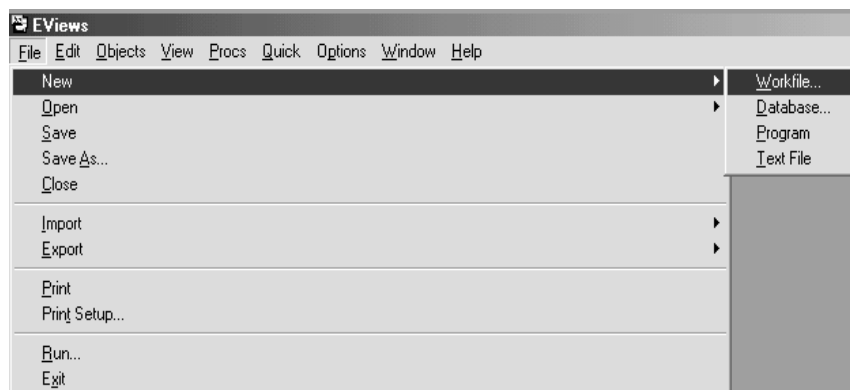 EViews
File Edit Objects View Procs Quick Options Window Help
New
Open
Save
Save As...
Close
Import
Export
Print
Print Setup...
Run...
Exit
Workfile...
Database...
Program
Text File